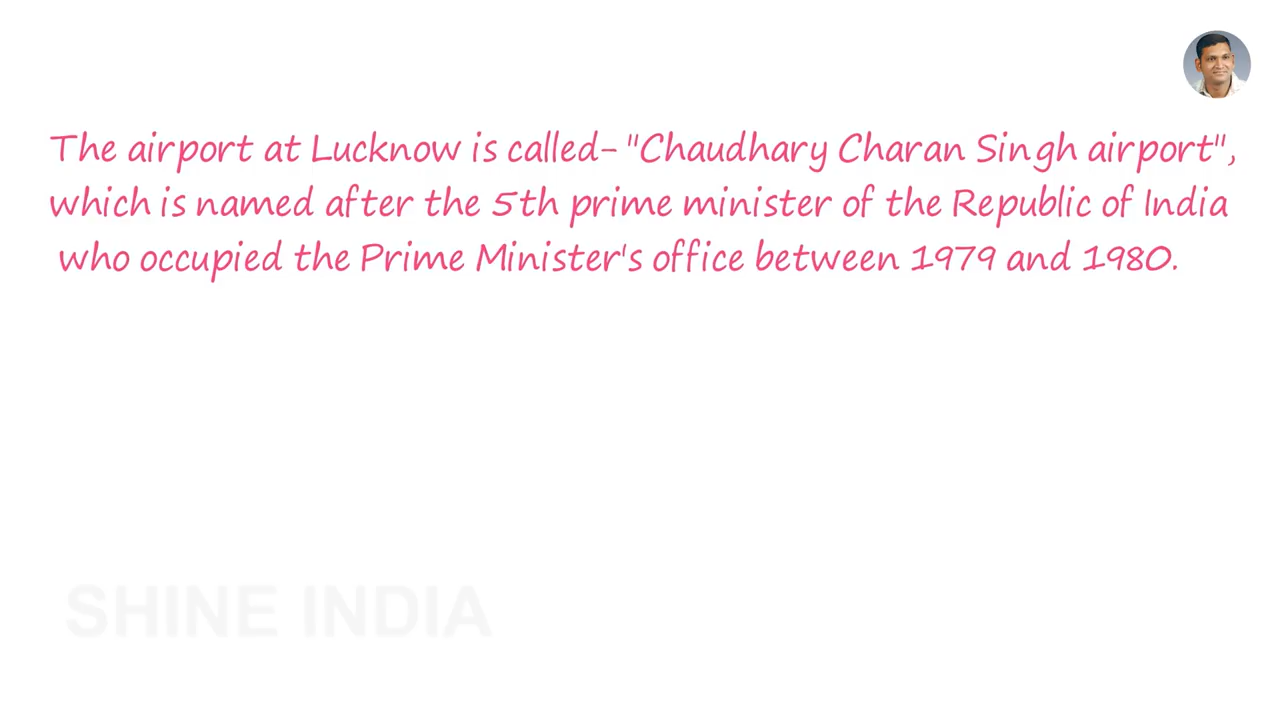 The airport at Lucknow is called- "Chaudhary Charan Singh airport",
which is named after the 5th prime minister of the Republic of India
who occupied the Prime Minister's office between 1979 and 1980.
SHINE INDIA